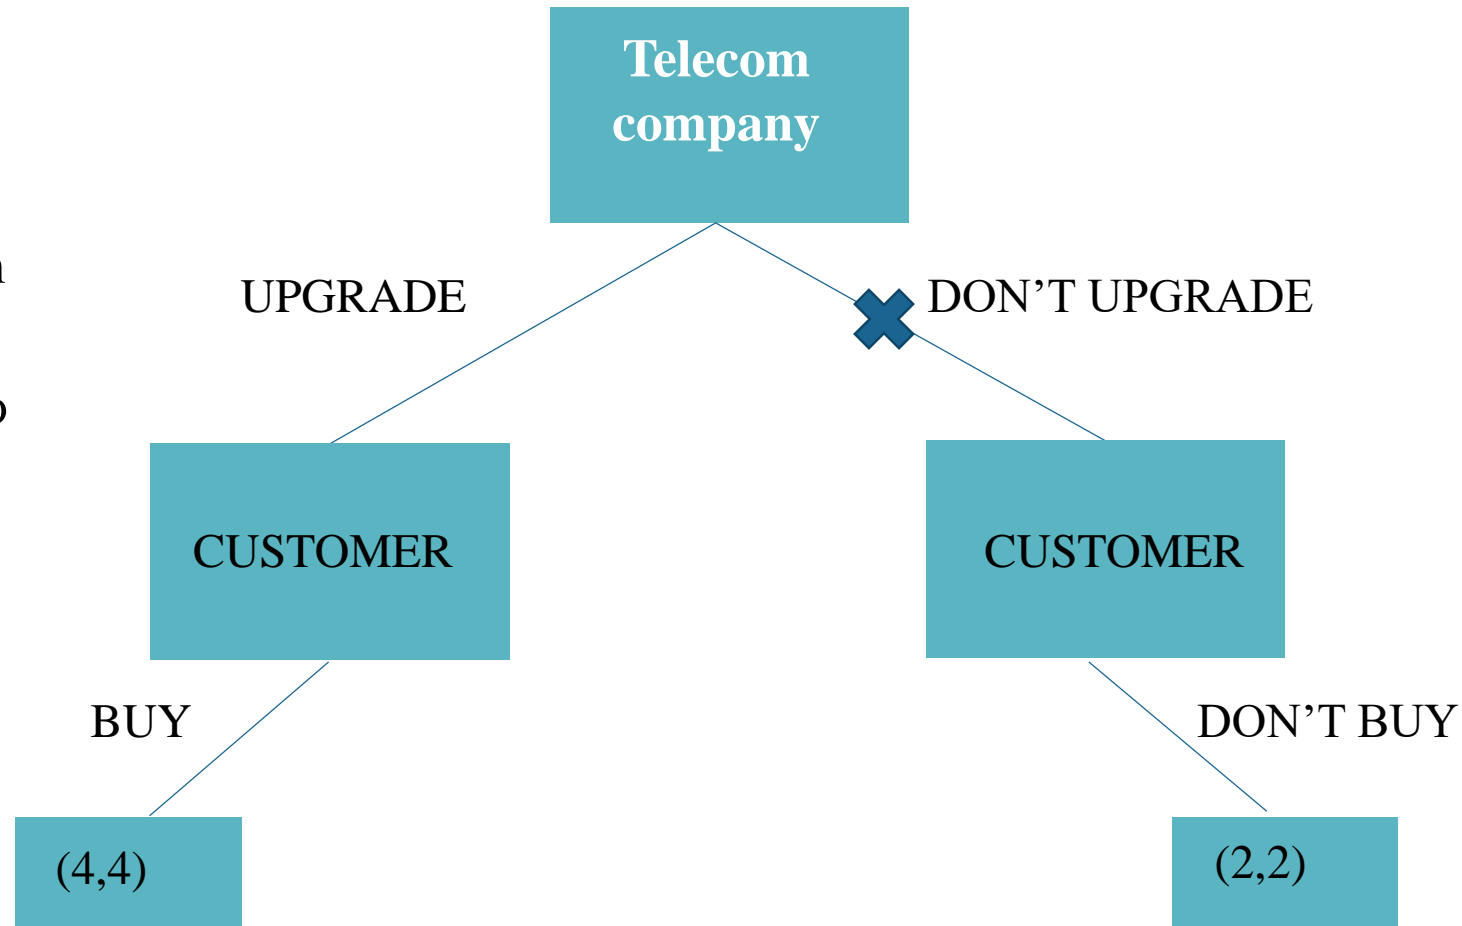 Telecom
company
UPGRADE
DON’T UPGRADE
CUSTOMER
CUSTOMER
BUY
DON’T BUY
(4,4)
(2,2)